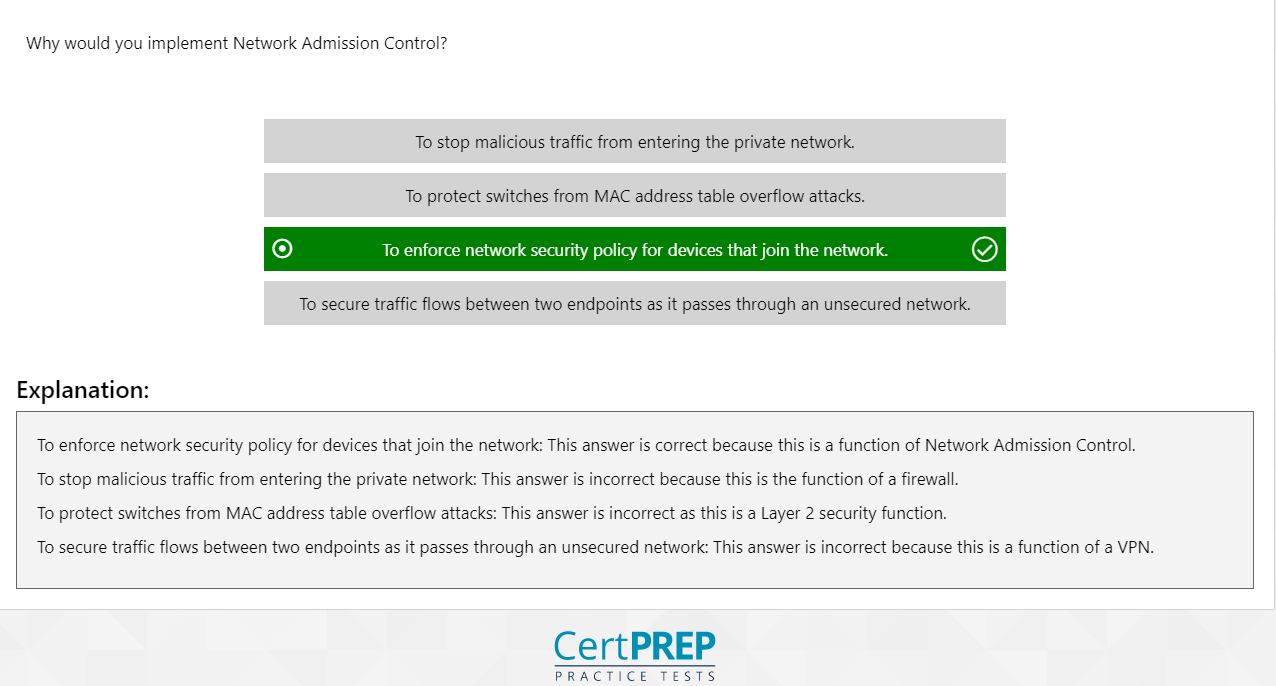 Why would you implement Network Admission Control?
To stop malicious traffic from entering the private network.
To protect switches from MAC address table overflow attacks.
To enforce network security policy for devices that join the network.
To secure traffic flows between two endpoints as it passes through an unsecured network.
Explanation:
To enforce network security policy for devices that join the network: This answer is correct because this is a function of Network Admission Control.
To stop malicious traffic from entering the private network: This answer is incorrect because this is the function of a firewall.
To protect switches from MAC address table overflow attacks: This answer is incorrect as this is a Layer 2 security function.
To secure traffic flows between two endpoints as it passes through an unsecured network: This answer is incorrect because this is a function of a VPN.
CertPREP
PRACTICE TESTS